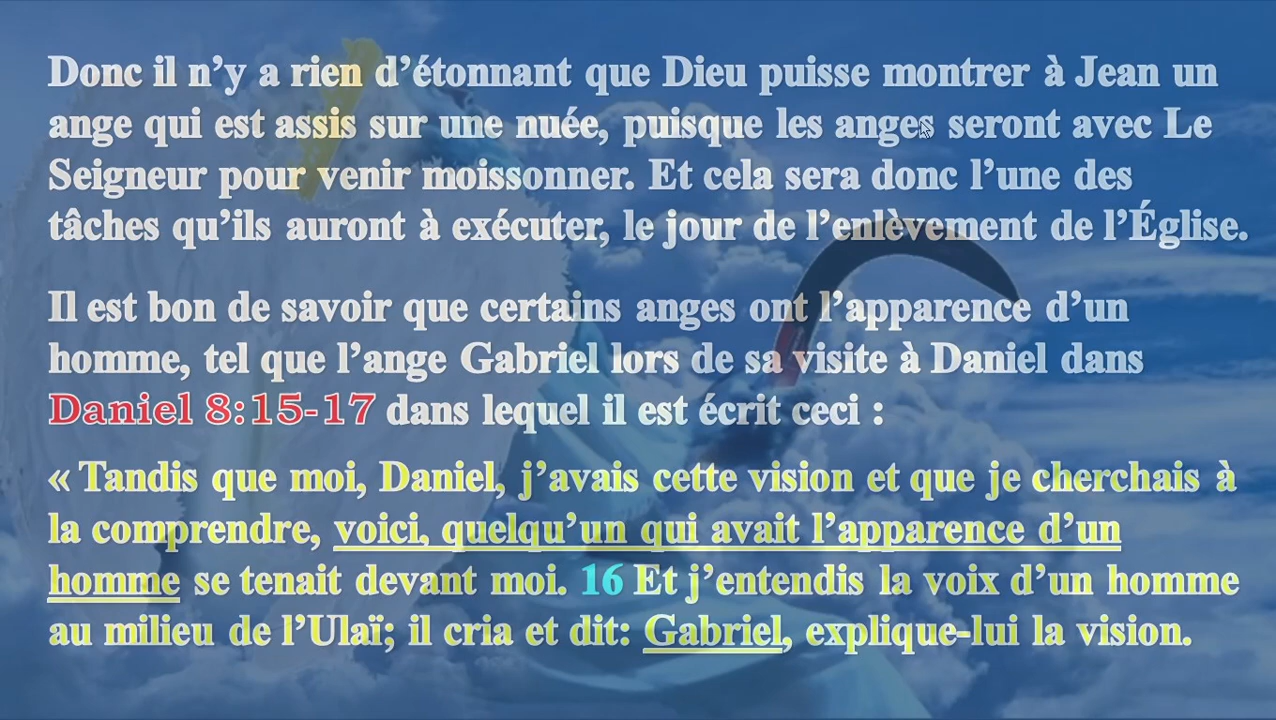 Donc il n’y a rien d’étonnant que Dieu puisse montrer à Jean un
ange qui est assis sur une nuée, puisque les anges seront avec Le
Seigneur pour venir moissonner. Et cela sera donc l’une des
tâches qu’ils auront à exécuter, le jour de l’enlèvement de l’Église.
Il est bon de savoir que certains anges ont l’apparence d’un
homme, tel que l’ange Gabriel lors de sa visite à Daniel dans
Daniel 8:15-17 dans lequel il est écrit ceci :
« Tandis que moi, Daniel, j’avais cette vision et que je cherchais à
la comprendre, voici, quelqu’un qui avait l’apparence d’un
homme se tenait devant moi. 16 Et j’entendis la voix d’un homme
au milieu de l’Ulaï; il cria et dit: Gabriel, explique-lui la vision.